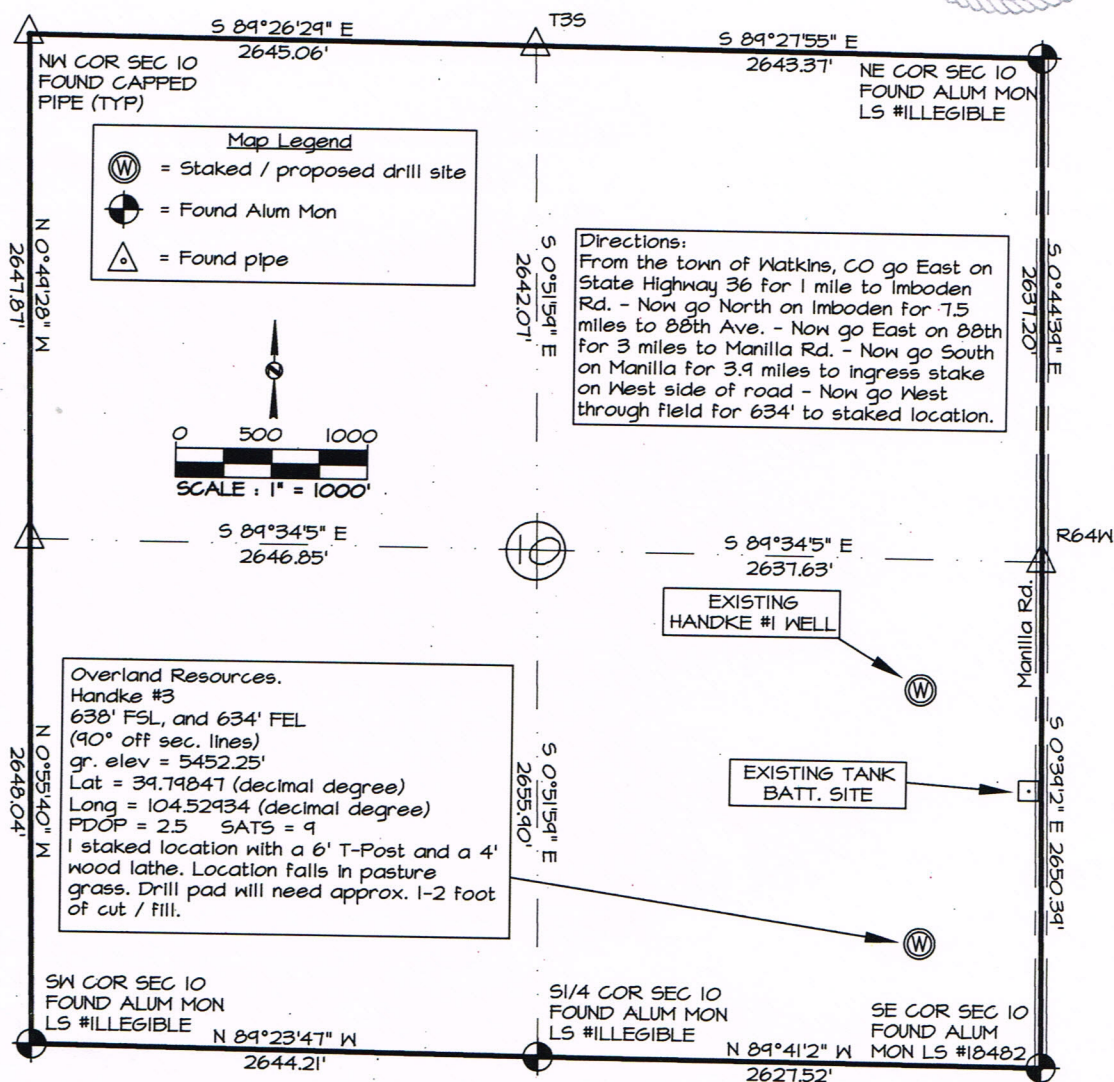 S 89°26'29" E
2645.06'
T3S
S 89°27'55" E
2643.37'
NW COR SEC 10
FOUND CAPPED
PIPE (TYP)
NE COR SEC 10
FOUND ALUM MON
LS #ILLEGIBLE
Map Legend
W = Staked / proposed drill site
= Found Alum Mon
= Found pipe
N 0°49'28" W
2647.87'
S 0°51'59" E
2642.07'
Directions:
From the town of Watkins, CO go East on
State Highway 36 for 1 mile to Imboden
Rd. - Now go North on Imboden for 7.5
miles to 88th Ave. - Now go East on 88th
for 3 miles to Manilla Rd. - Now go South
on Manilla for 3.9 miles to ingress stake
on West side of road - Now go West
through field for 634' to staked location.
S 0°44'39" E
2637.20'
N
0 500 1000
SCALE : 1" = 1000'
S 89°34'5" E
2646.85'
10
S 89°34'5" E
2637.63'
R64W
EXISTING
HANDKE #1 WELL
W
Manilla Rd.
Overland Resources.
Handke #3
638' FSL, and 634' FEL
(90° off sec. lines)
gr. elev = 5452.25'
Lat = 39.79847 (decimal degree)
Long = 104.52934 (decimal degree)
PDOP = 2.5 SATS = 9
I staked location with a 6' T-Post and a 4'
wood lathe. Location falls in pasture
grass. Drill pad will need approx. 1-2 foot
of cut / fill.
N 0°55'40" W
2648.04'
S 0°51'59" E
2655.90'
EXISTING TANK
BATT. SITE
S 0°39'2" E 2650.39'
W
SW COR SEC 10
FOUND ALUM MON
LS #ILLEGIBLE
N 89°23'47" W
2644.21'
S1/4 COR SEC 10
FOUND ALUM MON
LS #ILLEGIBLE
N 89°41'2" W
2627.52'
SE COR SEC 10
FOUND ALUM
MON LS #18482